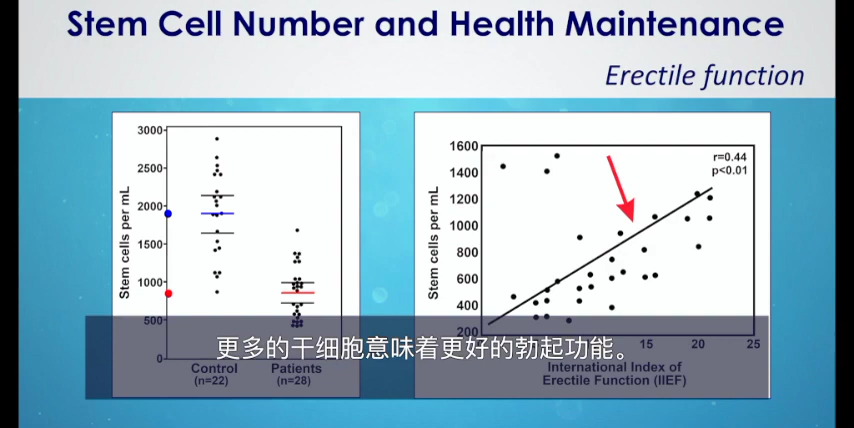 Stem Cell Number and Health Maintenance
Erectile function
3000
2500
2000
1500
1000
500
0
Stem cells per mL
Control
(n=22)
Patients
(n=28)
1600
1400
1200
1000
800
600
400
200
Stem cells per mL
r=0.44
p<0.01
15
20
25
International Index of
Erectile Function (IIEF)
更多的干细胞意味着更好的勃起功能。